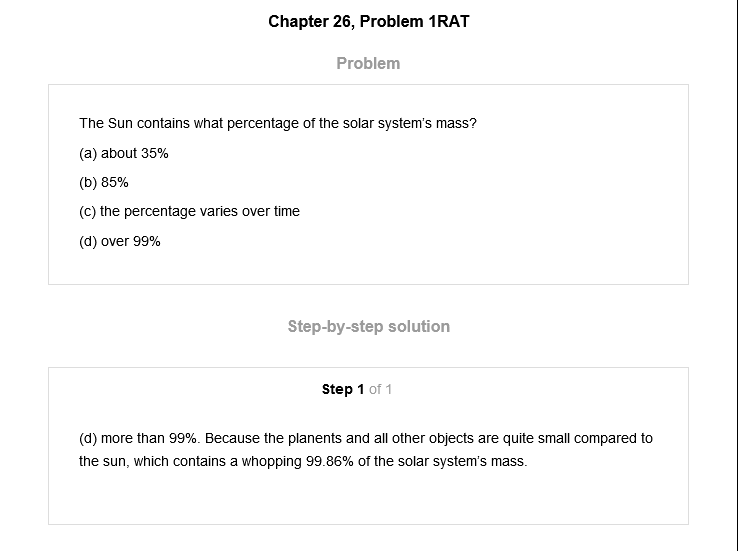 Chapter 26, Problem 1RAT
Problem
The Sun contains what percentage of the solar system's mass?
(a) about 35%
(b) 85%
(c) the percentage varies over time
(d) over 99%
Step-by-step solution
Step 1 of 1
(d) more than 99%. Because the planents and all other objects are quite small compared to
the sun, which contains a whopping 99.86% of the solar system's mass.